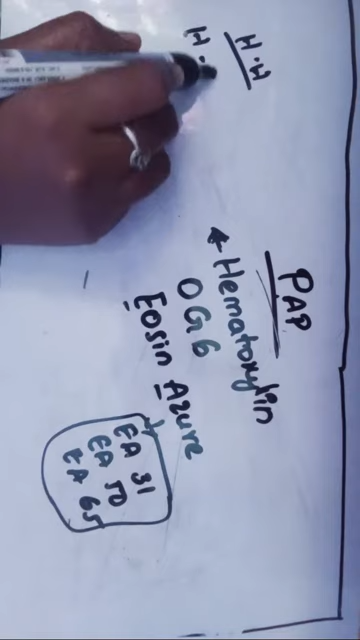 PAP
Hematoxylin
OG6
Eosin Azure
EA 31
EA 50
EA 65